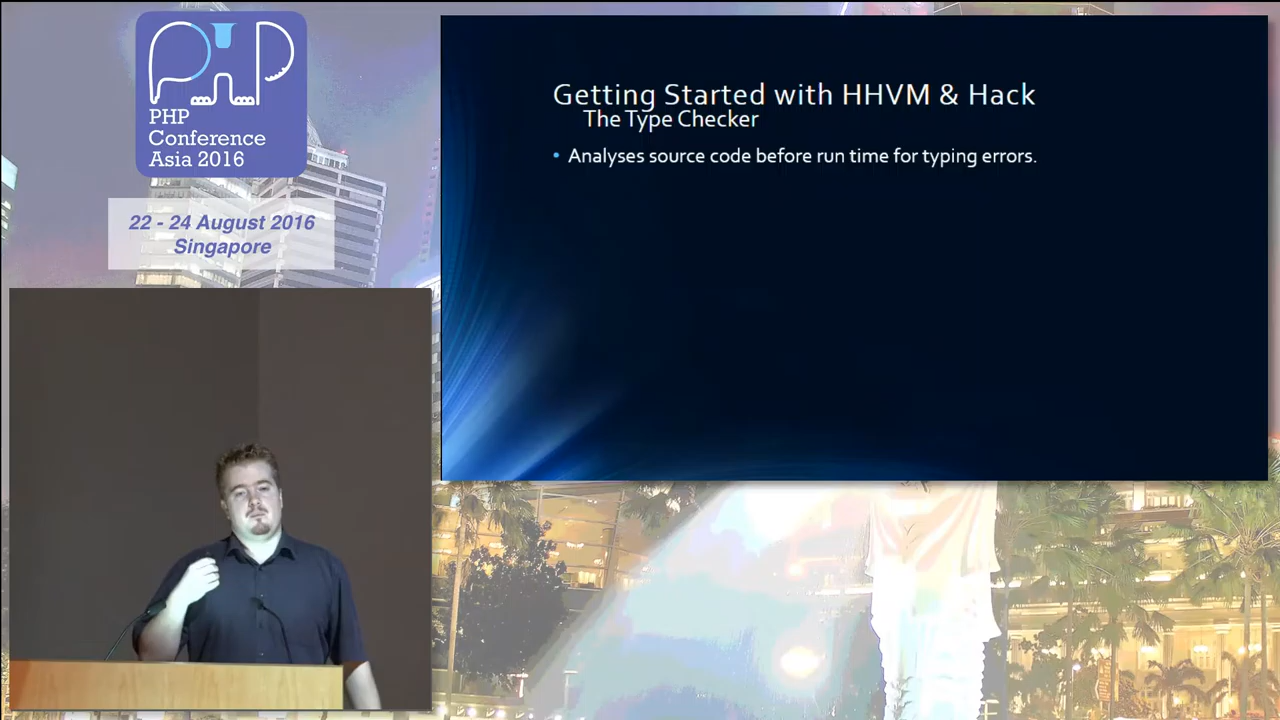 PHP
PHP
Conference
Asia 2016
22 - 24 August 2016
Singapore
Getting Started with HHVM & Hack
The Type Checker
• Analyses source code before run time for typing errors.